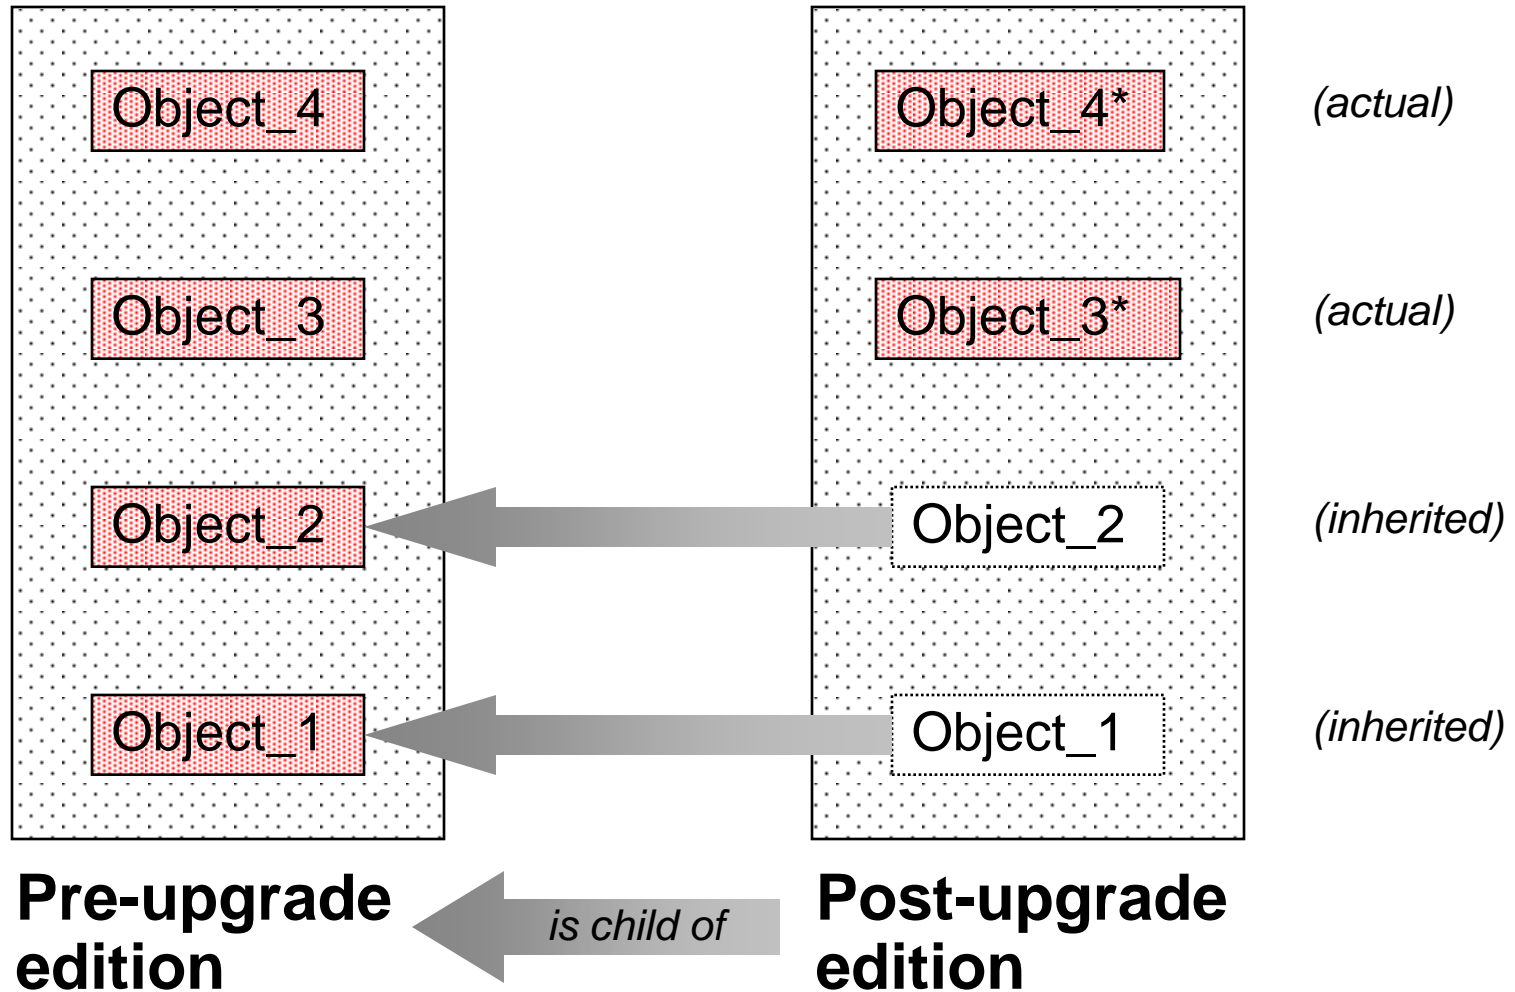 Object_4
Object_4*
(actual)
Object_3
Object_3*
(actual)
Object_2
Object_2
(inherited)
Object_1
Object_1
(inherited)
Pre-upgrade
edition
is child of
Post-upgrade
edition